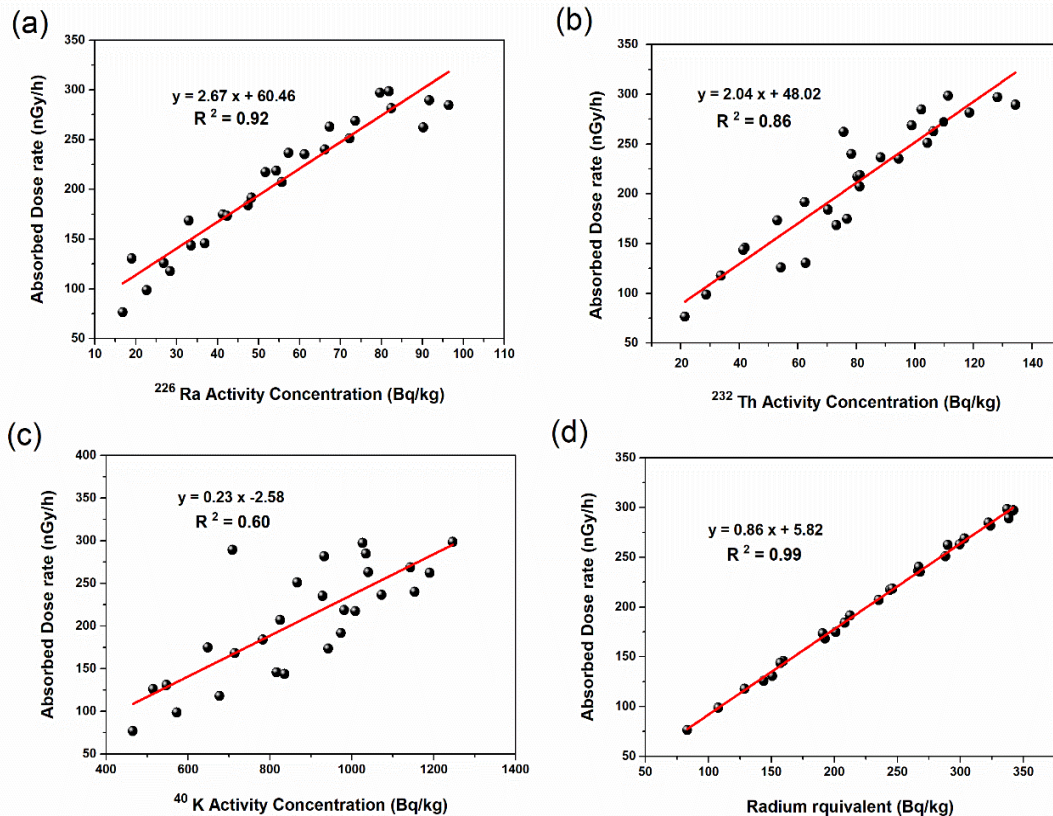 (a)
350
300
250
200
150
100
50
10 20 30 40 50 60 70 80 90 100 110
y = 2.67 x + 60.46
R 2 = 0.92
Absorbed Dose rate (nGy/h)
226 Ra Activity Concentration (Bq/kg)
(b)
350
300
250
200
150
100
50
20 40 60 80 100 120 140
y = 2.04 x + 48.02
R 2 = 0.86
Absorbed Dose rate (nGy/h)
232 Th Activity Concentration (Bq/kg)
(c)
400
350
300
250
200
150
100
50
400 600 800 1000 1200 1400
y = 0.23 x -2.58
R 2 = 0.60
Absorbed Dose rate (nGy/h)
40 K Activity Concentration (Bq/kg)
(d)
350
300
250
200
150
100
50
50 100 150 200 250 300 350
y = 0.86 x + 5.82
R 2 = 0.99
Absorbed Dose rate (nGy/h)
Radium rquivalent (Bq/kg)